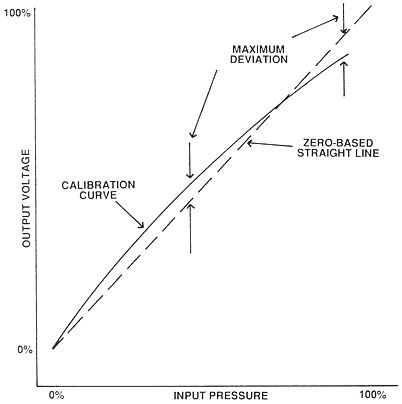 100%
MAXIMUM
DEVIATION
ZERO-BASED
STRAIGHT LINE
OUTPUT VOLTAGE
CALIBRATION
CURVE
0%
0%
INPUT PRESSURE
100%